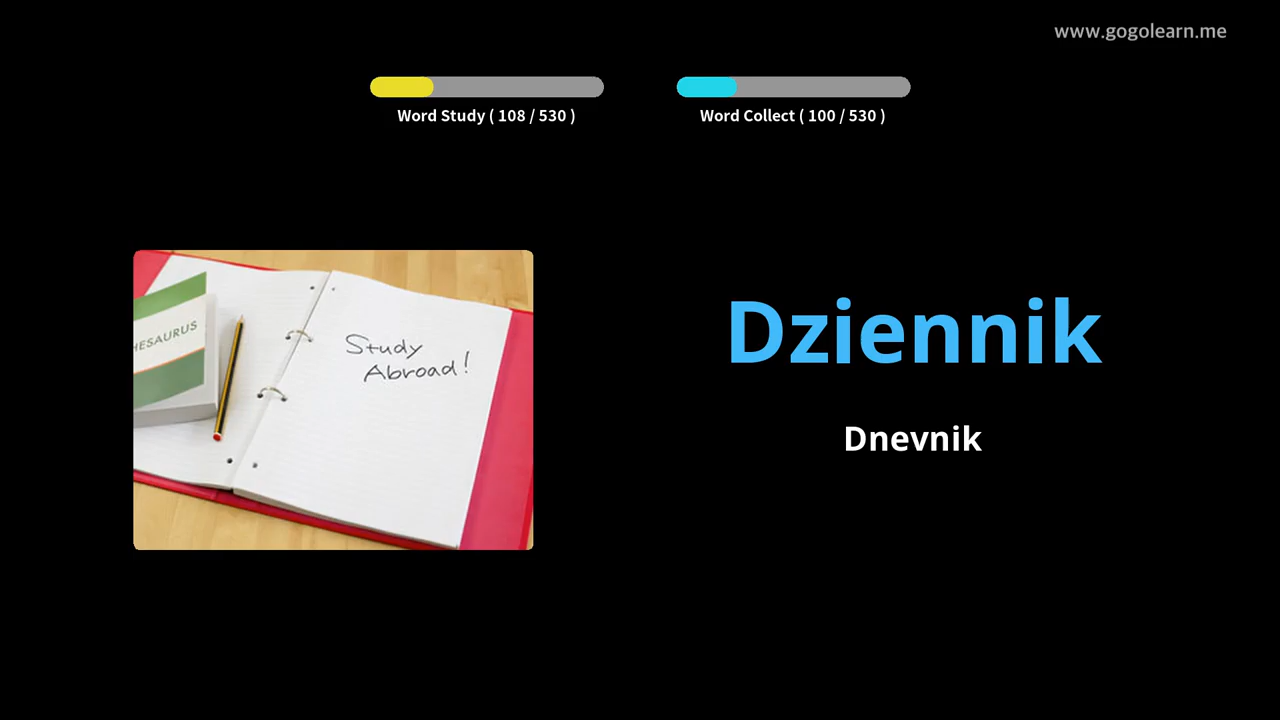 www.gogolearn.me
Word Study ( 108 / 530 )
Word Collect ( 100 / 530 )
HESAURUS
Study
Abroad!
Dziennik
Dnevnik